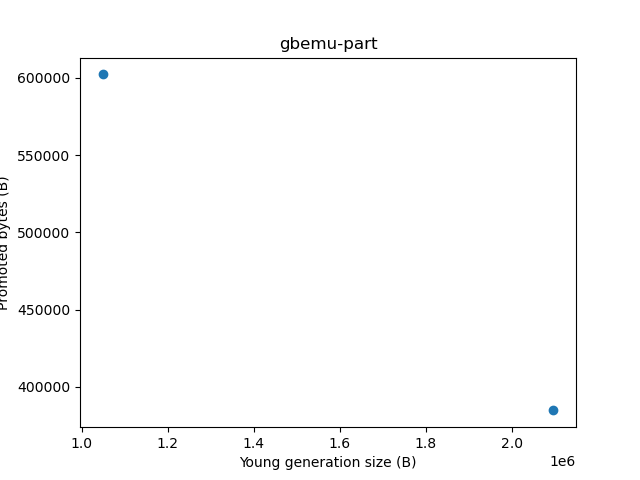 gbemu-part
600000
550000
500000
450000
400000
Promoted bytes (B)
1.0 1.2 1.4 1.6 1.8 2.0
1e6
Young generation size (B)